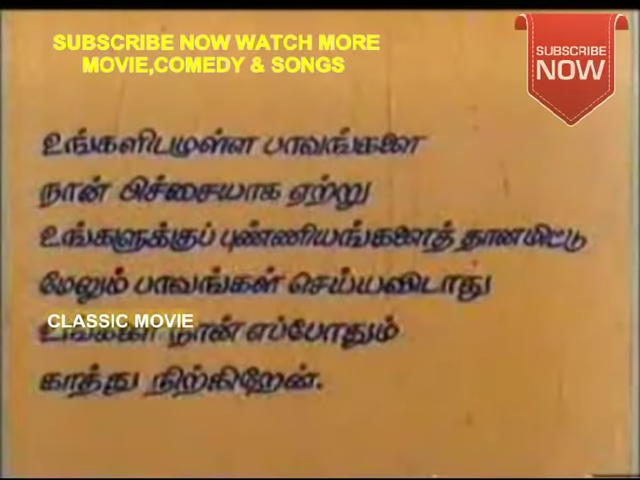 SUBSCRIBE NOW WATCH MORE
MOVIE,COMEDY & SONGS
SUBSCRIBE
NOW
உங்களிடமுள்ள பாவங்களை
நான் பிச்சையாக ஏற்று
உங்களுக்குப் புண்ணியங்களைத் தானமிட்டு
மேலும் பாவங்கள் செய்யவிடாது
CLASSIC MOVIE
நான் எப்போதும்
காத்து நிற்கிறேன்.